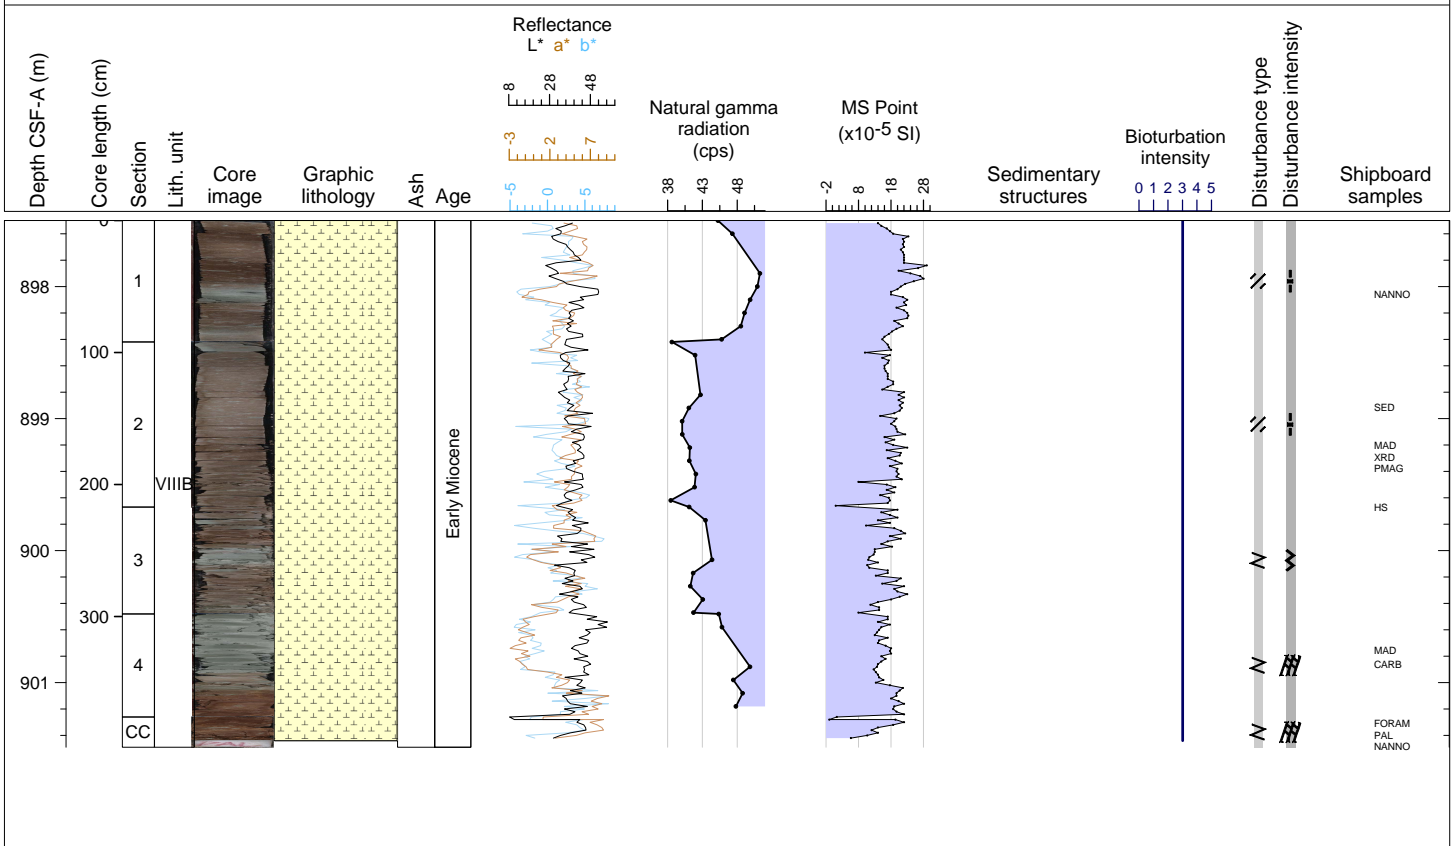 Depth CSF-A (m)
Core length (cm)
Section
Lith. unit
Core
image
Graphic
lithology
Ash
Age
Reflectance
L* a* b*
8 28 48
-3 2 7
-5 0 5
Natural gamma
radiation
(cps)
38 43 48
MS Point
(x10-5 SI)
-2 8 18 28
Sedimentary
structures
Bioturbation
intensity
0 1 2 3 4 5
Disturbance type
Disturbance intensity
Shipboard
samples
0
1
898
NANNO
100
SED
899
2
MAD
XRD
PMAG
200
VIIIB
Early Miocene
HS
900
3
300
MAD
4
CARB
901
FORAM
CC
PAL
NANNO